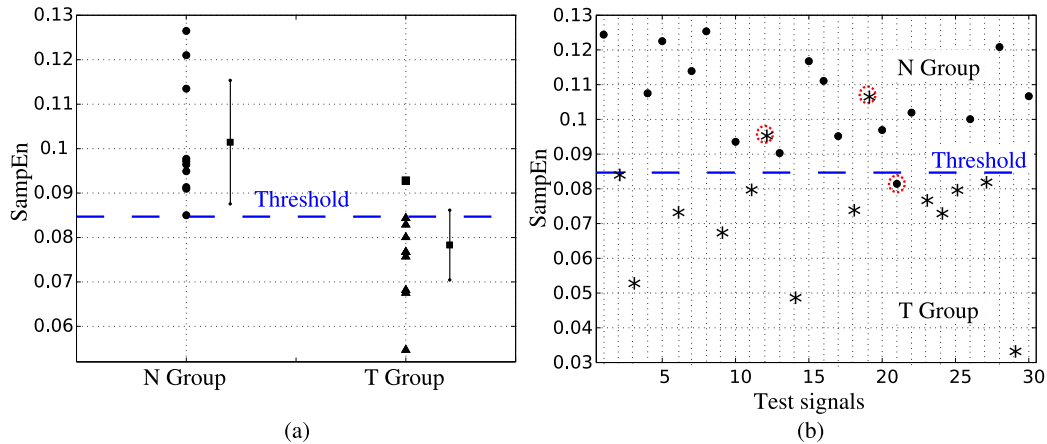 0.13
0.12
0.11
0.1
0.09
0.08
0.07
0.06
SampEn
Threshold
N Group
T Group
(a)
0.13
0.12
0.11
0.1
0.09
0.08
0.07
0.06
0.05
0.04
0.03
SampEn
N Group
Threshold
T Group
5
10
15
20
25
30
Test signals
(b)